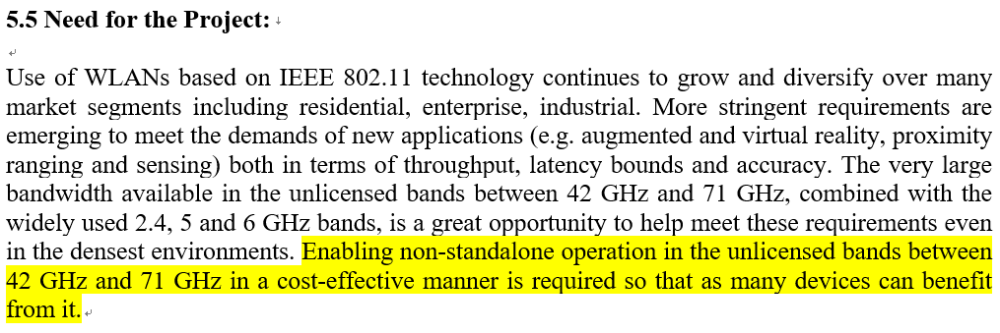 5.5 Need for the Project:
Use of WLANs based on IEEE 802.11 technology continues to grow and diversify over many
market segments including residential, enterprise, industrial. More stringent requirements are
emerging to meet the demands of new applications (e.g. augmented and virtual reality, proximity
ranging and sensing) both in terms of throughput, latency bounds and accuracy. The very large
bandwidth available in the unlicensed bands between 42 GHz and 71 GHz, combined with the
widely used 2.4, 5 and 6 GHz bands, is a great opportunity to help meet these requirements even
in the densest environments. Enabling non-standalone operation in the unlicensed bands between
42 GHz and 71 GHz in a cost-effective manner is required so that as many devices can benefit
from it.